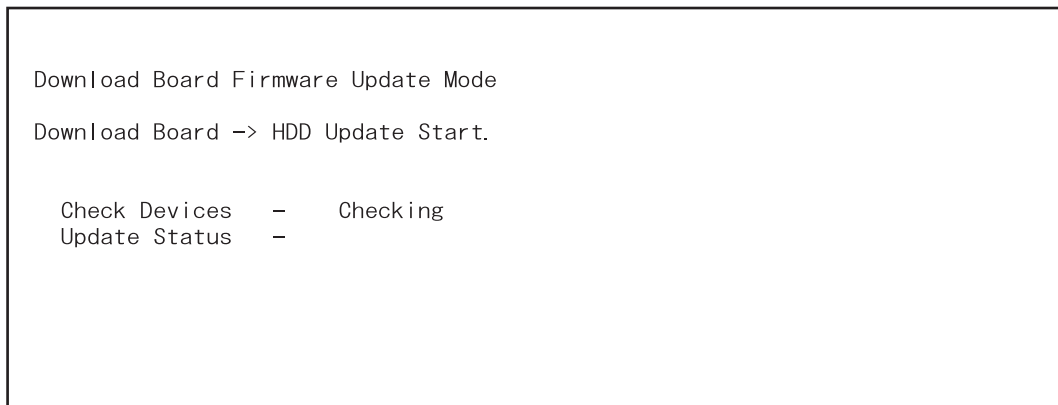 Download Board Firmware Update Mode
Download Board -> HDD Update Start.
Check Devices - Checking
Update Status -